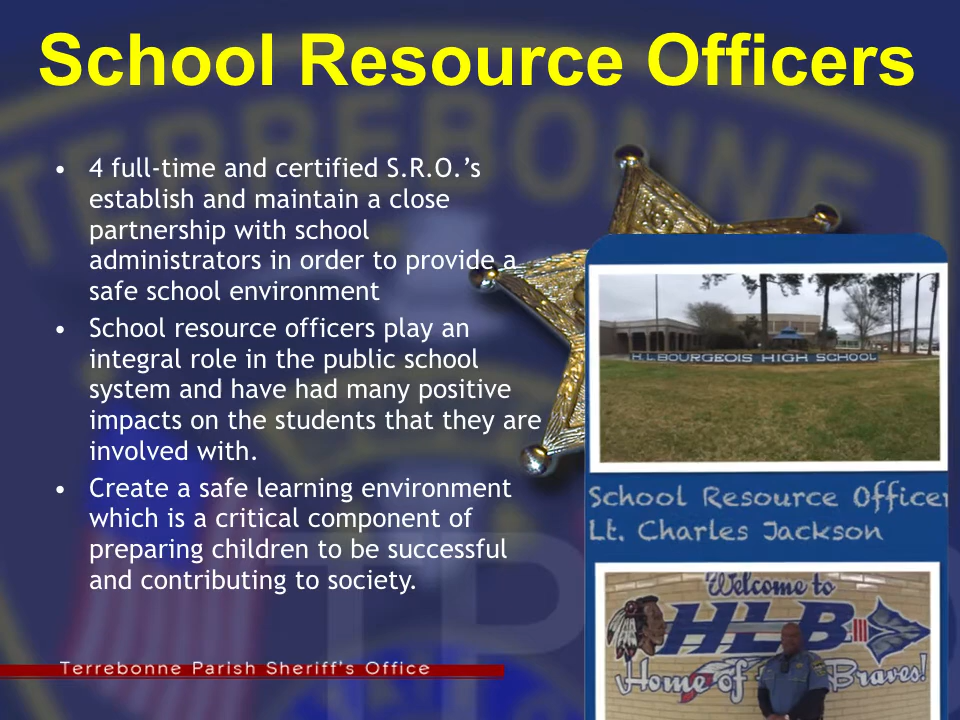 School Resource Officers
TERREBONNE
• 4 full-time and certified S.R.O.’s
establish and maintain a close
partnership with school
administrators in order to provide a
safe school environment
• School resource officers play an
integral role in the public school
system and have had many positive
impacts on the students that they are
involved with.
• Create a safe learning environment
which is a critical component of
preparing children to be successful
and contributing to society.
H.L.BOURGEOIS HIGH SCHOOL
School Resource Officer
Lt. Charles Jackson
Welcome to
HLB
Home of Braves!
TP
Terrebonne Parish Sheriff’s Office